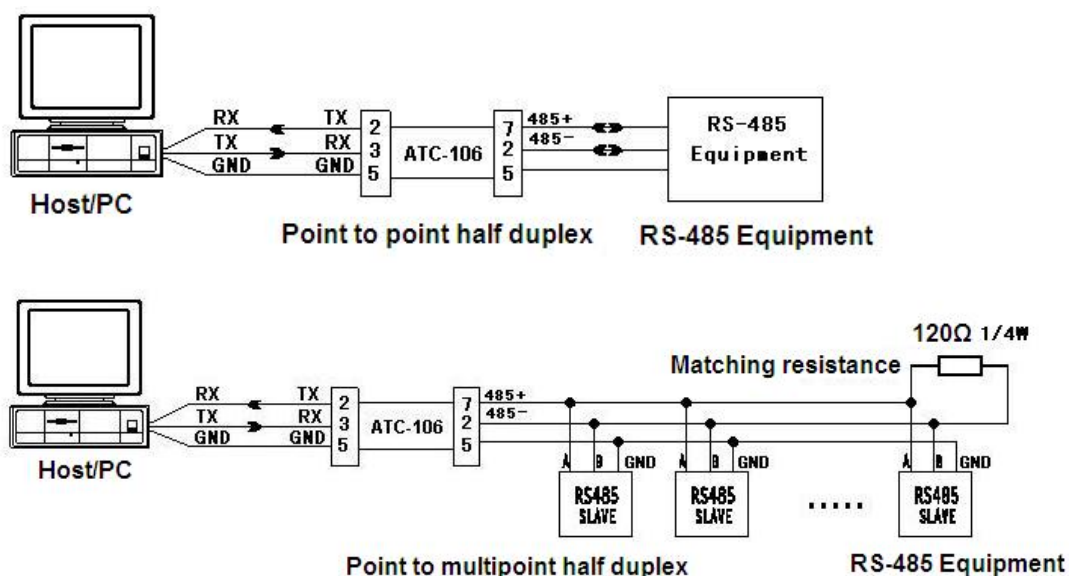 RX TX 2 7 485+
TX RX 3 ATC-106 2 485-
GND GND 5 5
RS-485
Equipment
Host/PC
Point to point half duplex RS-485 Equipment
120Ω 1/4W
Matching resistance
RX TX 2 7 485+
TX RX 3 ATC-106 2 485-
GND GND 5 5
Host/PC
A B GND A B GND A B GND
RS485 RS485 ..... RS485
SLAVE SLAVE SLAVE
Point to multipoint half duplex RS-485 Equipment